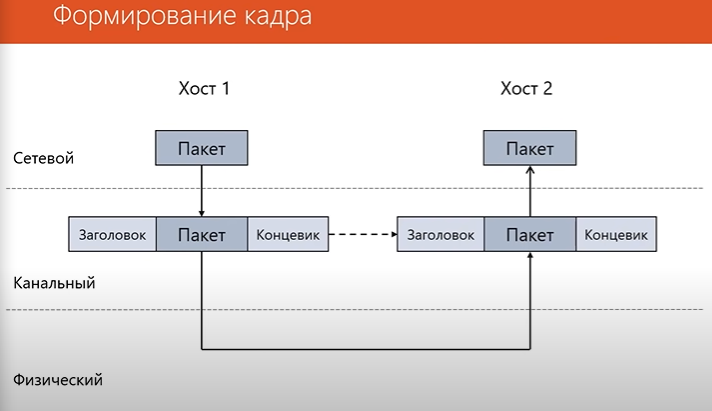 Формирование кадра
Хост 1
Хост 2
Сетевой
Пакет
Пакет
Заголовок
Пакет
Концевик
Заголовок
Пакет
Концевик
Канальный
Физический